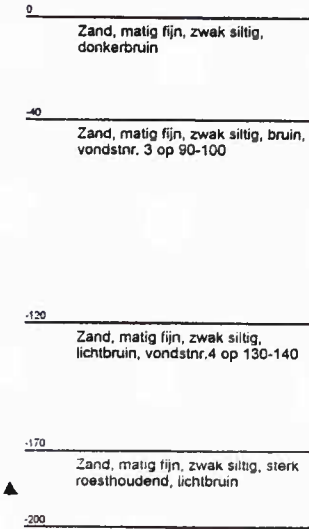 0
Zand, matig fijn, zwak siltig,
donkerbruin
-40
Zand, matig fijn, zwak siltig, bruin,
vondstnr. 3 op 90-100
-120
Zand, matig fijn, zwak siltig,
lichtbruin, vondstnr.4 op 130-140
-170
Zand, matig fijn, zwak siltig, sterk
roesthoudend, lichtbruin
-200